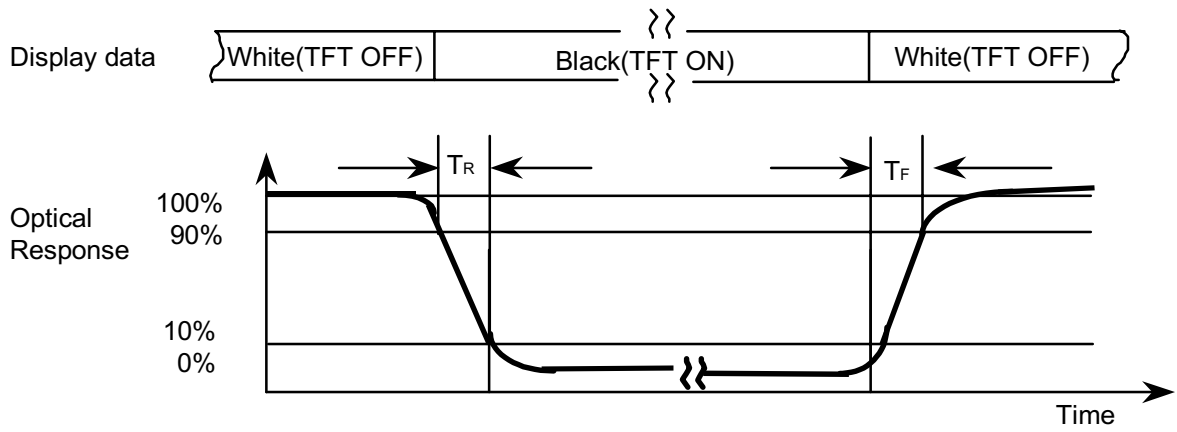 Display data
White(TFT OFF)
Black(TFT ON)
White(TFT OFF)
TR
TF
Optical
Response
100%
90%
10%
0%
Time